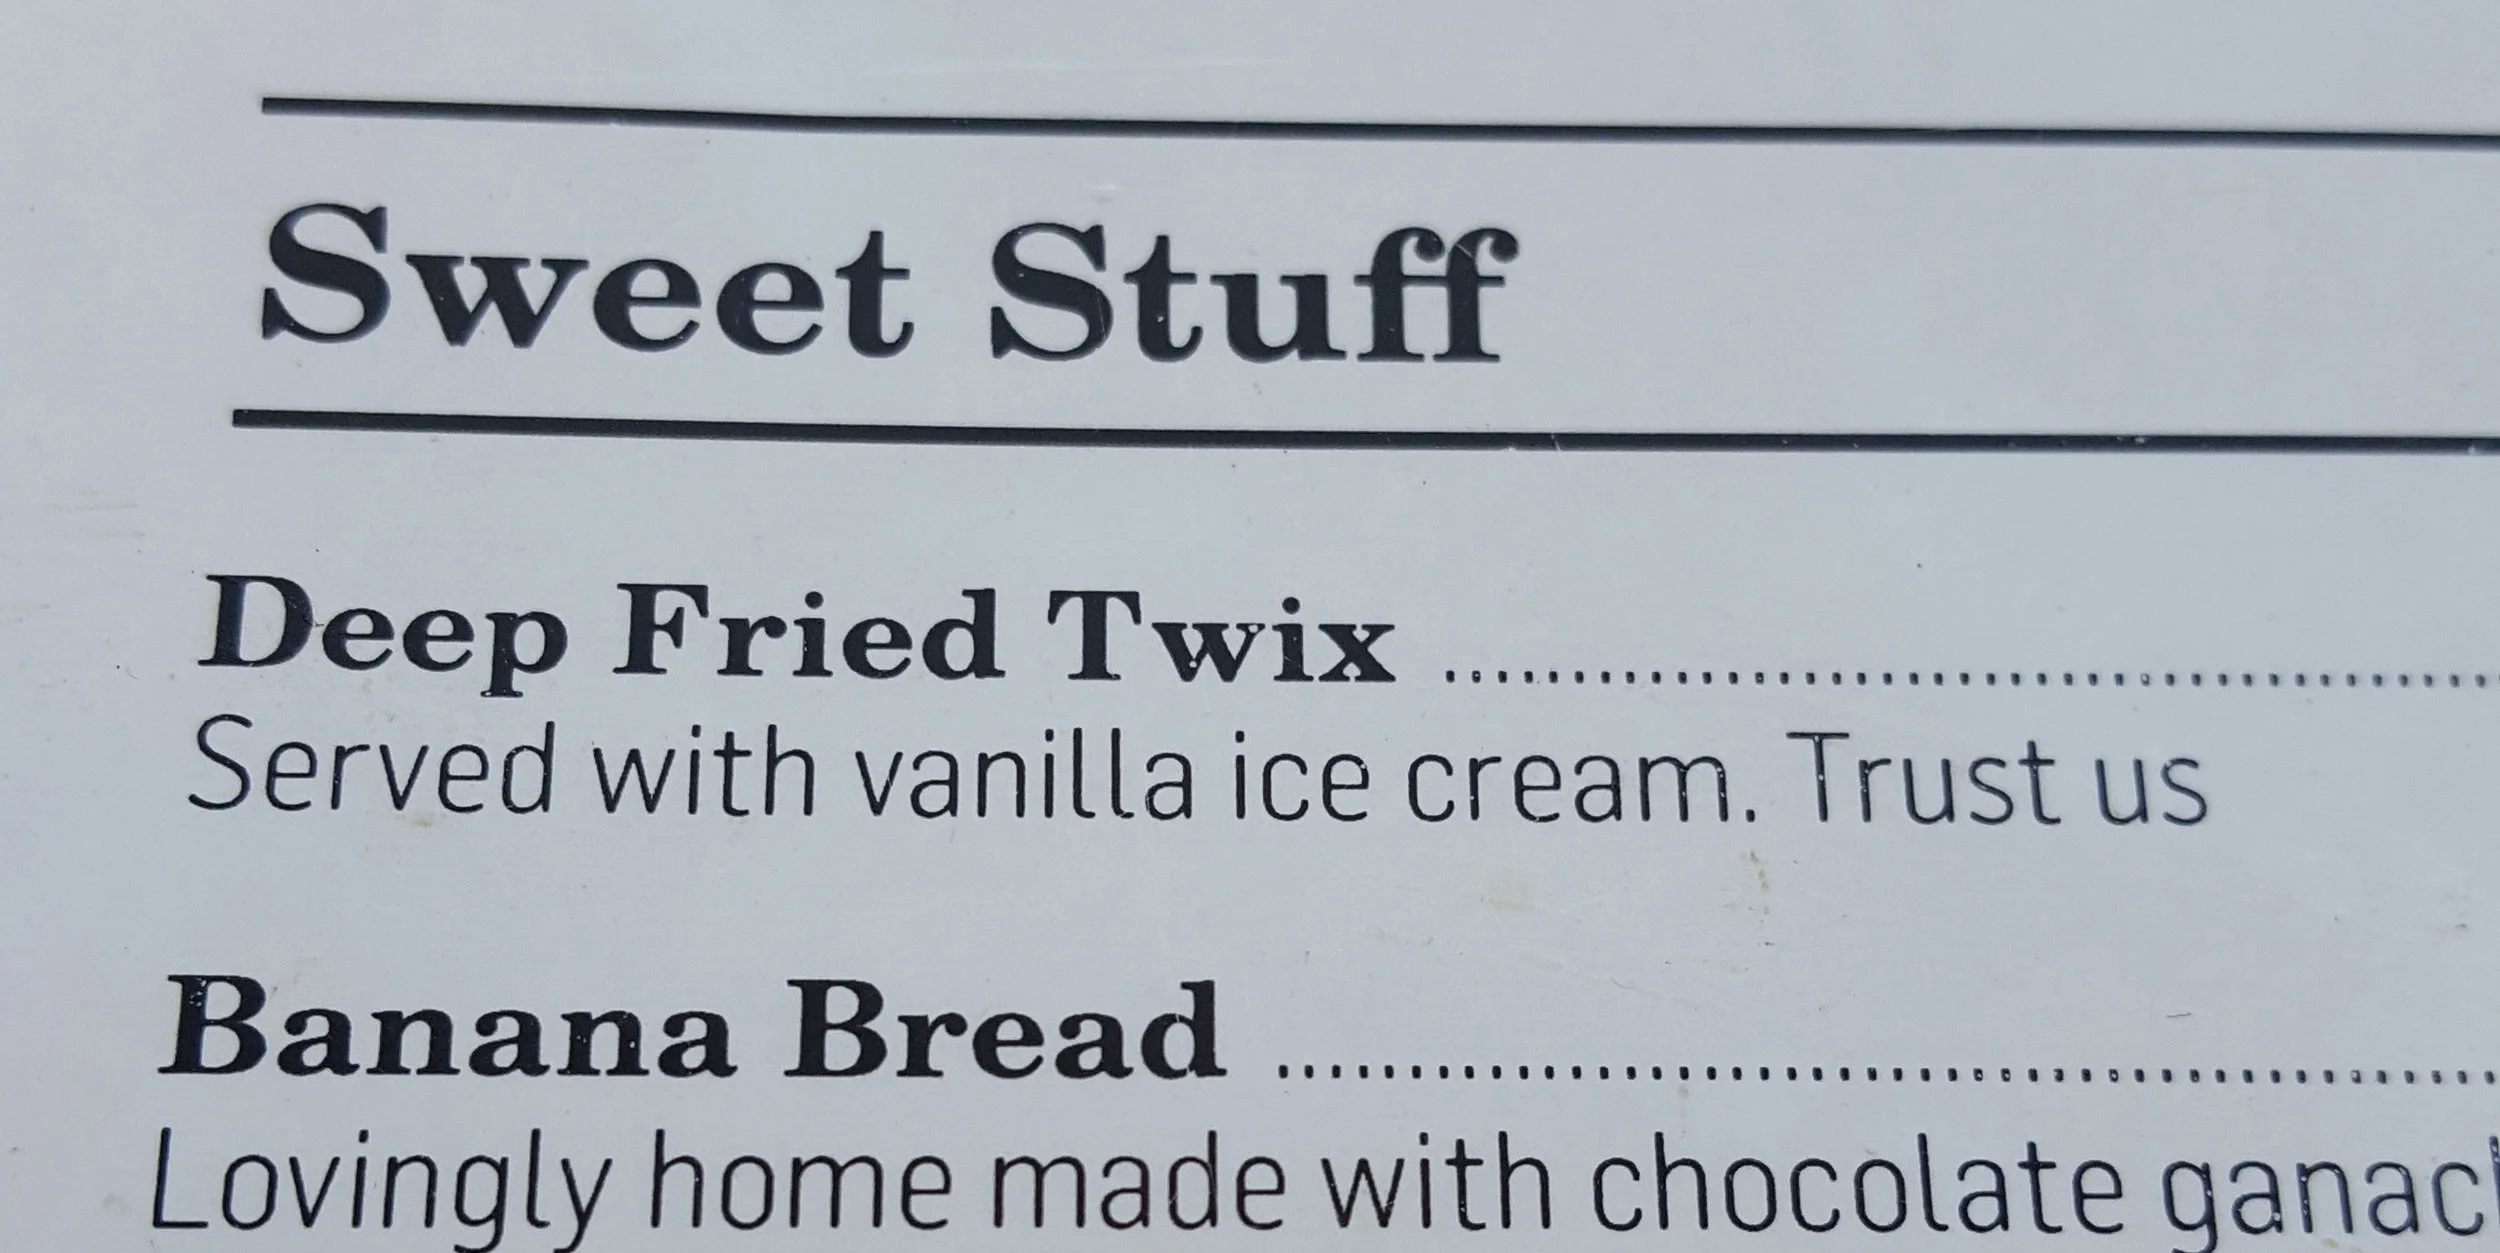 Sweet Stuff
Deep Fried Twix ........................................
Served with vanilla ice cream. Trust us
Banana Bread ..............................................
Lovingly home made with chocolate